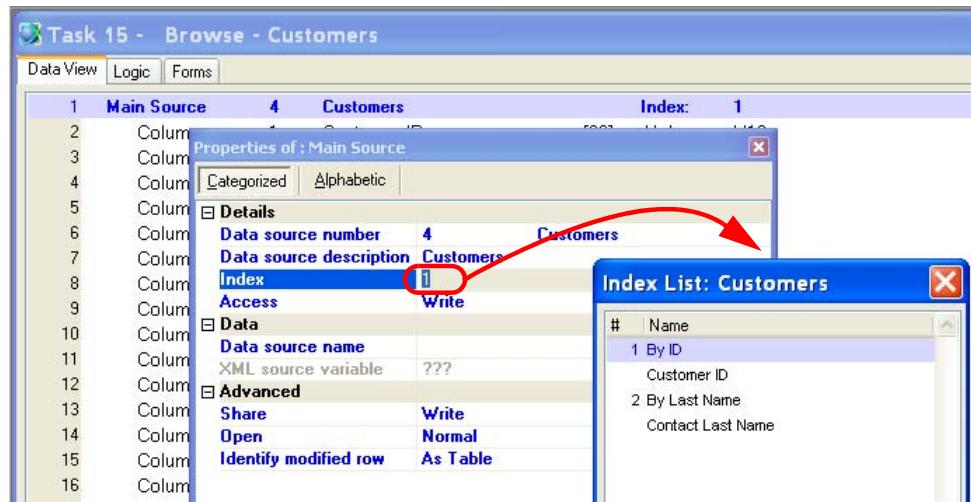 Task 15 - Browse - Customers
Data View Logic Forms
1 Main Source 4 Customers Index: 1
2 Colum
3 Colum
4 Colum
5 Colum
6 Colum
7 Colum
8 Colum
9 Colum
10 Colum
11 Colum
12 Colum
13 Colum
14 Colum
15 Colum
16 Colum
Properties of : Main Source
Categorized Alphabetic
Details
Data source number 4 Customers
Data source description Customers
Index 1
Access Write
Data
Data source name
XML source variable ???
Advanced
Share Write
Open Normal
Identify modified row As Table
Index List: Customers
# Name
1 By ID
Customer ID
2 By Last Name
Contact Last Name